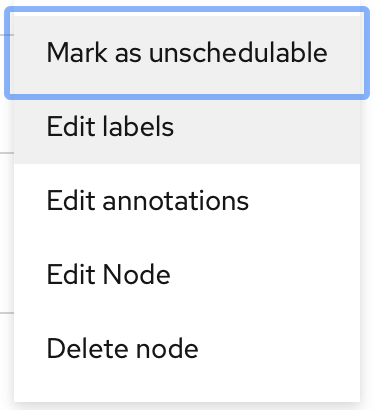 Mark as unschedulable
Edit labels
Edit annotations
Edit Node
Delete node